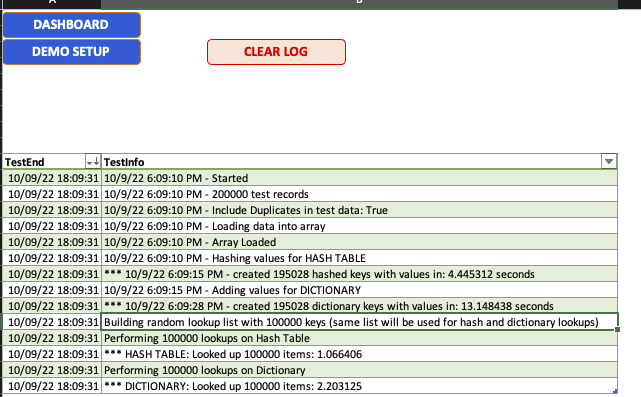 DASHBOARD
DEMO SETUP
CLEAR LOG
TestEnd TestInfo
10/09/22 18:09:31 10/9/22 6:09:10 PM - Started
10/09/22 18:09:31 10/9/22 6:09:10 PM - 200000 test records
10/09/22 18:09:31 10/9/22 6:09:10 PM - Include Duplicates in test data: True
10/09/22 18:09:31 10/9/22 6:09:10 PM - Loading data into array
10/09/22 18:09:31 10/9/22 6:09:10 PM - Array Loaded
10/09/22 18:09:31 10/9/22 6:09:10 PM - Hashing values for HASH TABLE
10/09/22 18:09:31 *** 10/9/22 6:09:15 PM - created 195028 hashed keys with values in: 4.445312 seconds
10/09/22 18:09:31 10/9/22 6:09:15 PM - Adding values for DICTIONARY
10/09/22 18:09:31 *** 10/9/22 6:09:28 PM - created 195028 dictionary keys with values in: 13.148438 seconds
10/09/22 18:09:31 Building random lookup list with 100000 keys (same list will be used for hash and dictionary lookups)
10/09/22 18:09:31 Performing 100000 lookups on Hash Table
10/09/22 18:09:31 *** HASH TABLE: Looked up 100000 items: 1.066406
10/09/22 18:09:31 Performing 100000 lookups on Dictionary
10/09/22 18:09:31 *** DICTIONARY: Looked up 100000 items: 2.203125